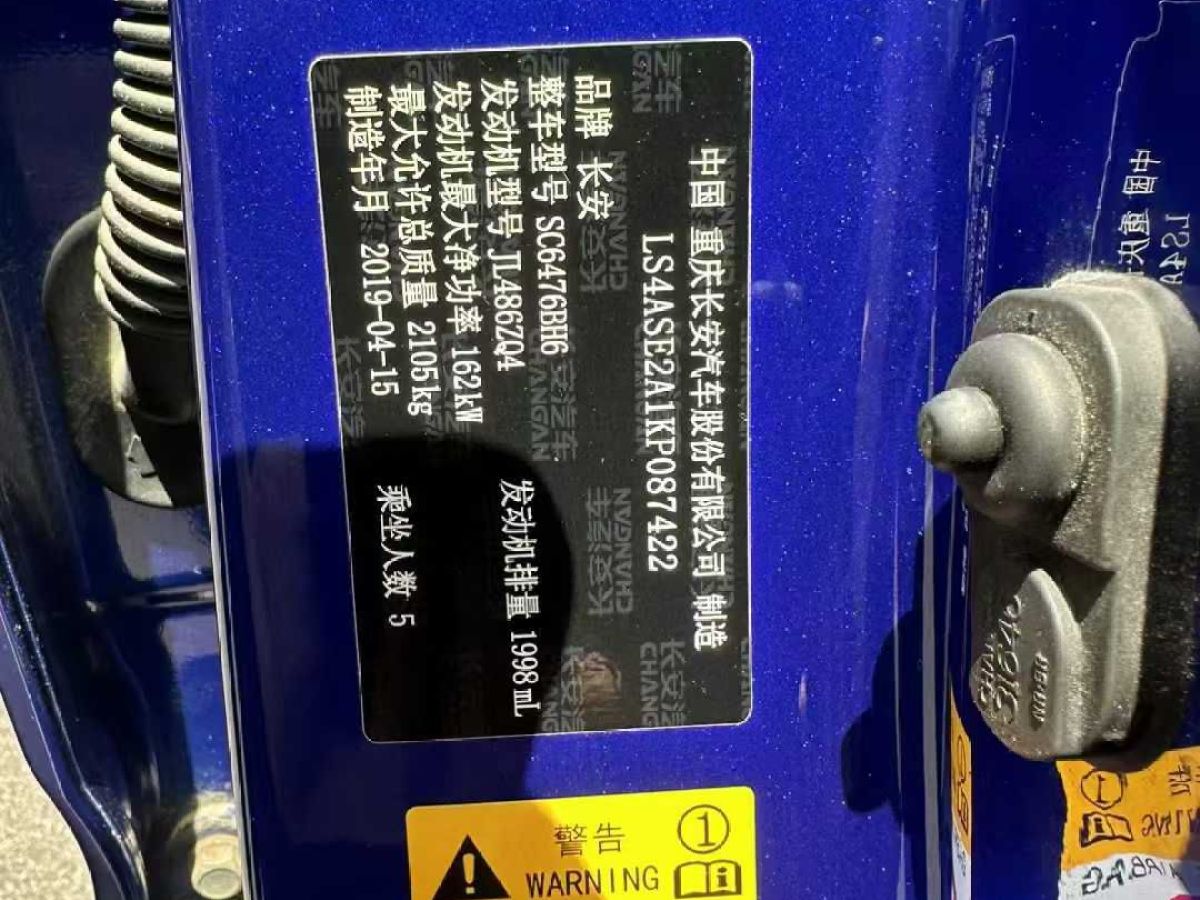 中国 重庆长安汽车股份有限公司 制造
LS4ASE2A1KP087422
品牌 长安
整车型号 SC6476BH6
发动机型号 JL486ZQ4 发动机排量 1998mL
发动机最大净功率 162kW
最大允许总质量 2105kg 乘坐人数 5
制造年月 2019-04-15
警告
WARNING
1